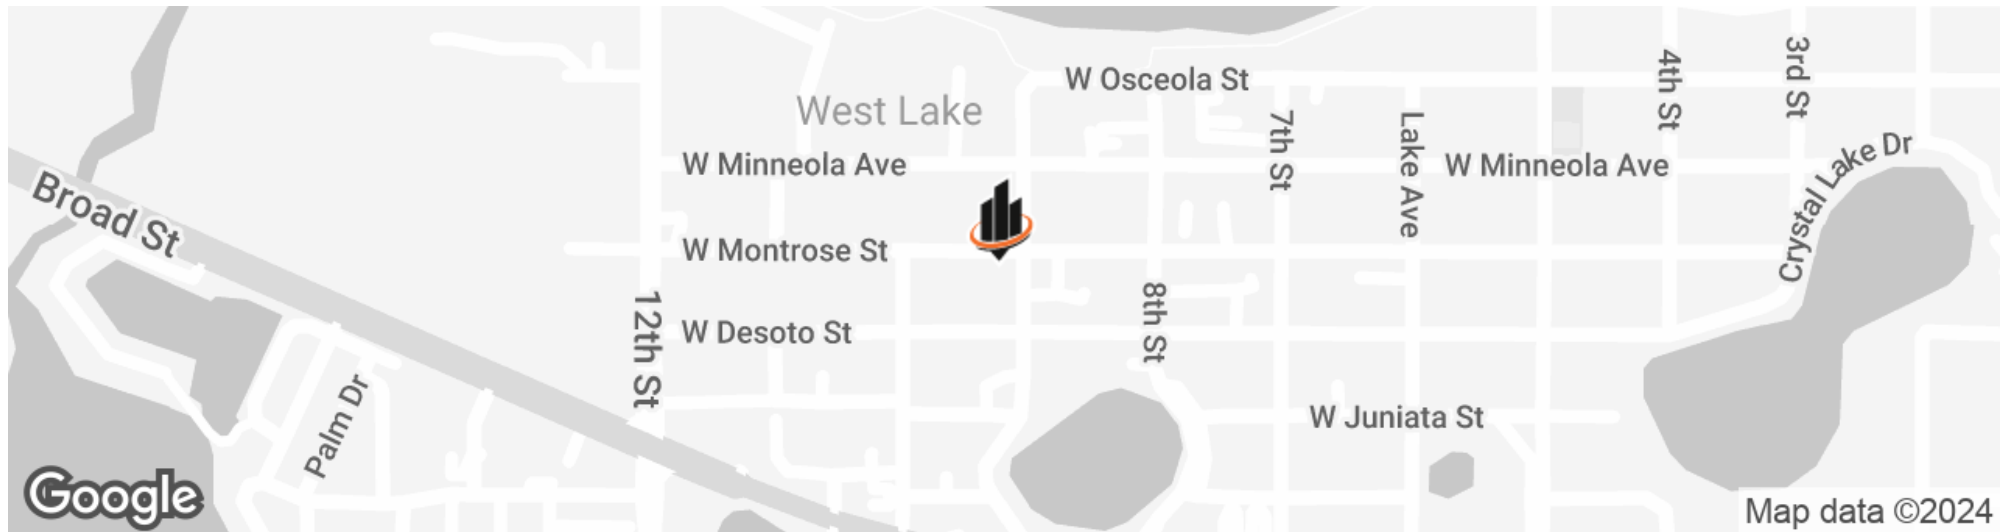 W Osceola St
4th St
3rd St
West Lake
7th St
Lake Ave
Crystal Lake Dr
W Minneola Ave
W Minneola Ave
Broad St
W Montrose St
12th St
8th St
W Desoto St
Palm Dr
W Juniata St
Google
Map data ©2024